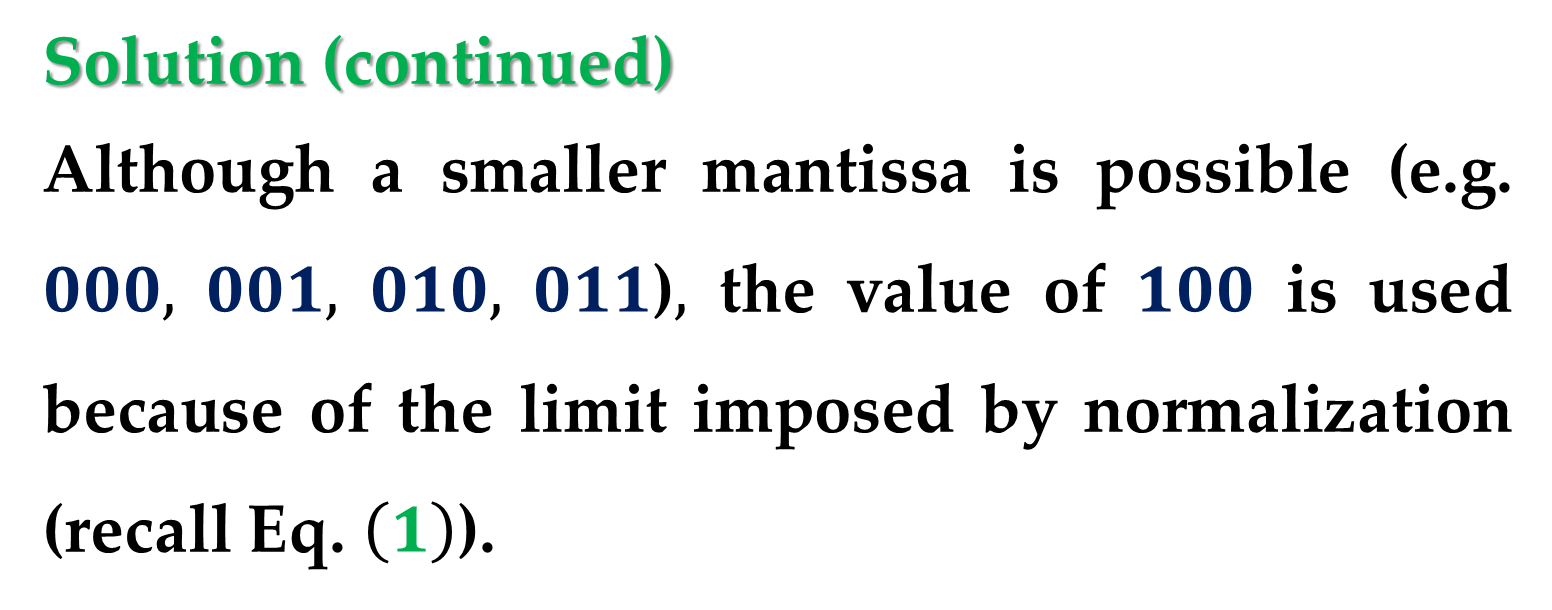 Solution (continued)
Although a smaller mantissa is possible (e.g.
000, 001, 010, 011), the value of 100 is used
because of the limit imposed by normalization
(recall Eq. (1)).